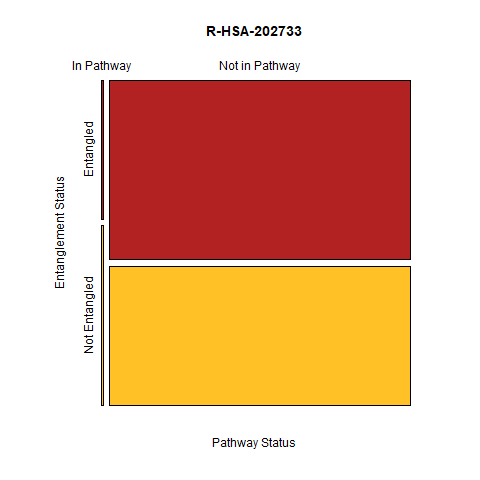 R-HSA-202733
In Pathway
Not in Pathway
Entangled
Not Entangled
Entanglement Status
Pathway Status